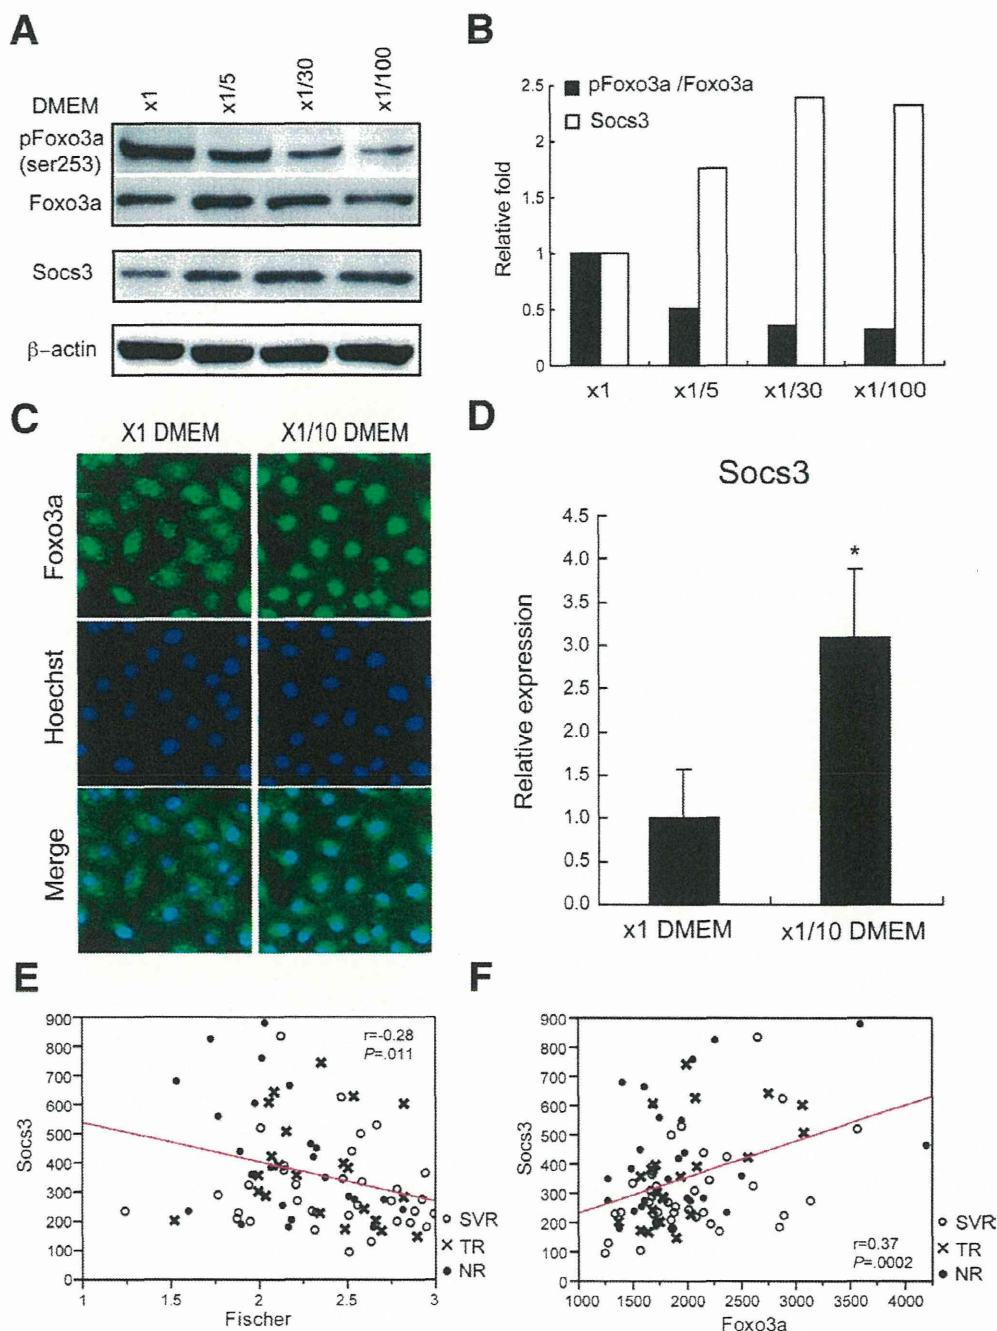 A
DMEM x1 x1/5 x1/30 x1/100
pFoxo3a
(ser253)
Foxo3a
Socs3
β–actin
B
pFoxo3a /Foxo3a
Socs3
Relative fold
2.5
2
1.5
1
0.5
0
x1 x1/5 x1/30 x1/100
C
X1 DMEM X1/10 DMEM
Foxo3a
Hoechst
Merge
D
Socs3
Relative expression
4.5
4.0
3.5
3.0
2.5
2.0
1.5
1.0
0.5
0.0
*
x1 DMEM x1/10 DMEM
E
Socs3
900
800
700
600
500
400
300
200
100
0
r=-0.28
P=.011
1 1.5 2 2.5 3
Fischer
SVR
TR
NR
F
Socs3
900
800
700
600
500
400
300
200
100
0
r=0.37
P=.0002
1000 1500 2000 2500 3000 3500 4000
Foxo3a
SVR
TR
NR